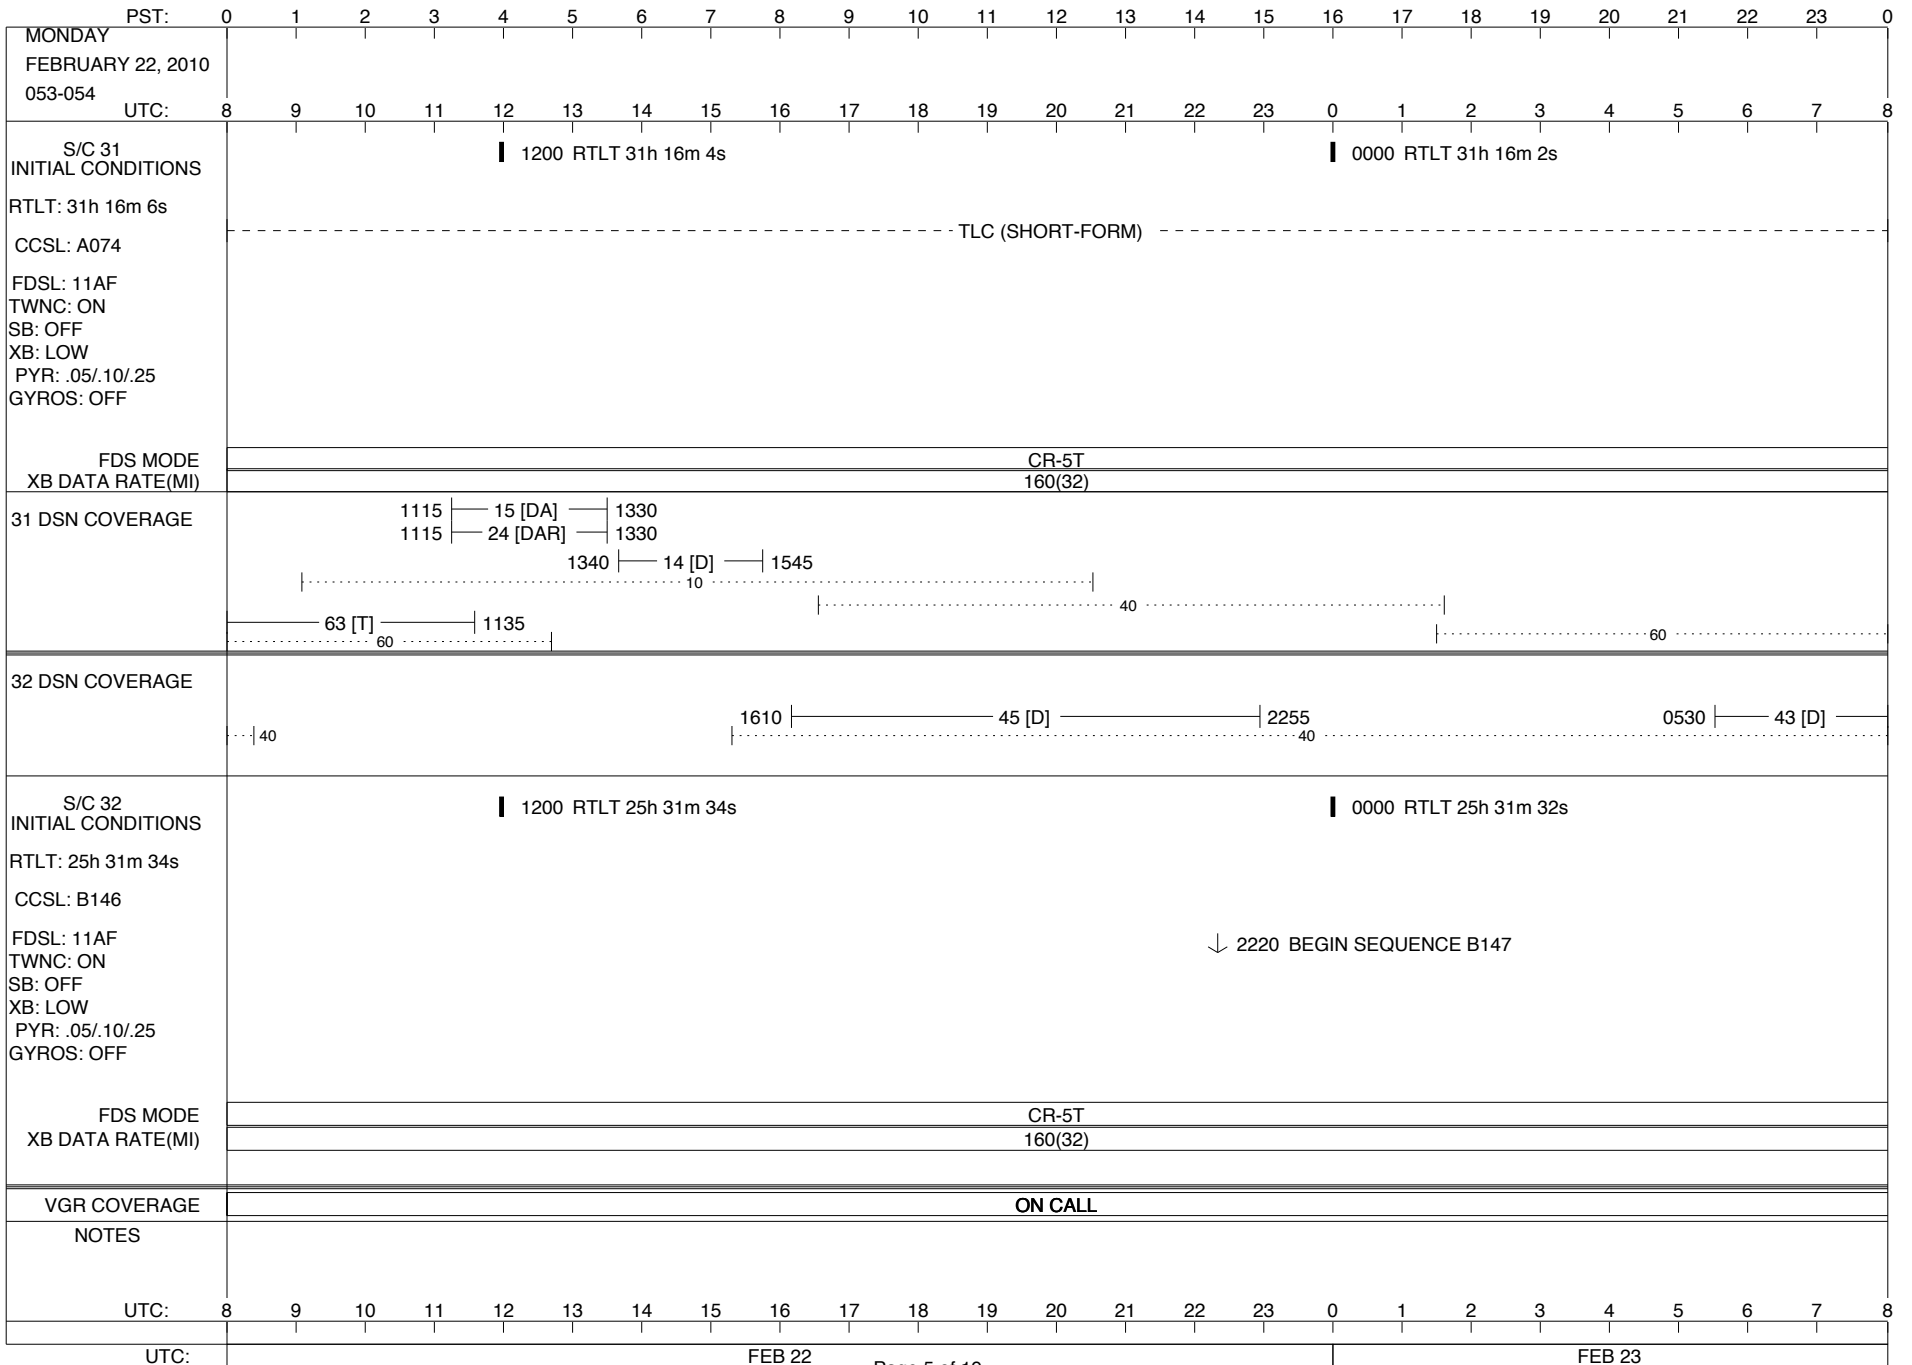 PST: 0 1 2 3 4 5 6 7 8 9 10 11 12 13 14 15 16 17 18 19 20 21 22 23 0
MONDAY
FEBRUARY 22, 2010
053-054
UTC: 8 9 10 11 12 13 14 15 16 17 18 19 20 21 22 23 0 1 2 3 4 5 6 7 8
S/C 31
INITIAL CONDITIONS
1200 RTLT 31h 16m 4s
0000 RTLT 31h 16m 2s
RTLT: 31h 16m 6s
TLC (SHORT-FORM)
CCSL: A074
FDSL: 11AF
TWNC: ON
SB: OFF
XB: LOW
PYR: .05/.10/.25
GYROS: OFF
FDS MODE CR-5T
XB DATA RATE(MI) 160(32)
31 DSN COVERAGE
1115 15 [DA] 1330
1115 24 [DAR] 1330
1340 14 [D] 1545
10
40
63 [T] 1135
60
60
32 DSN COVERAGE
1610 45 [D] 2255
0530 43 [D]
40
40
S/C 32
INITIAL CONDITIONS
1200 RTLT 25h 31m 34s
0000 RTLT 25h 31m 32s
RTLT: 25h 31m 34s
CCSL: B146
FDSL: 11AF
2220 BEGIN SEQUENCE B147
TWNC: ON
SB: OFF
XB: LOW
PYR: .05/.10/.25
GYROS: OFF
FDS MODE CR-5T
XB DATA RATE(MI) 160(32)
VGR COVERAGE ON CALL
NOTES
UTC: 8 9 10 11 12 13 14 15 16 17 18 19 20 21 22 23 0 1 2 3 4 5 6 7 8
UTC: FEB 22 FEB 23